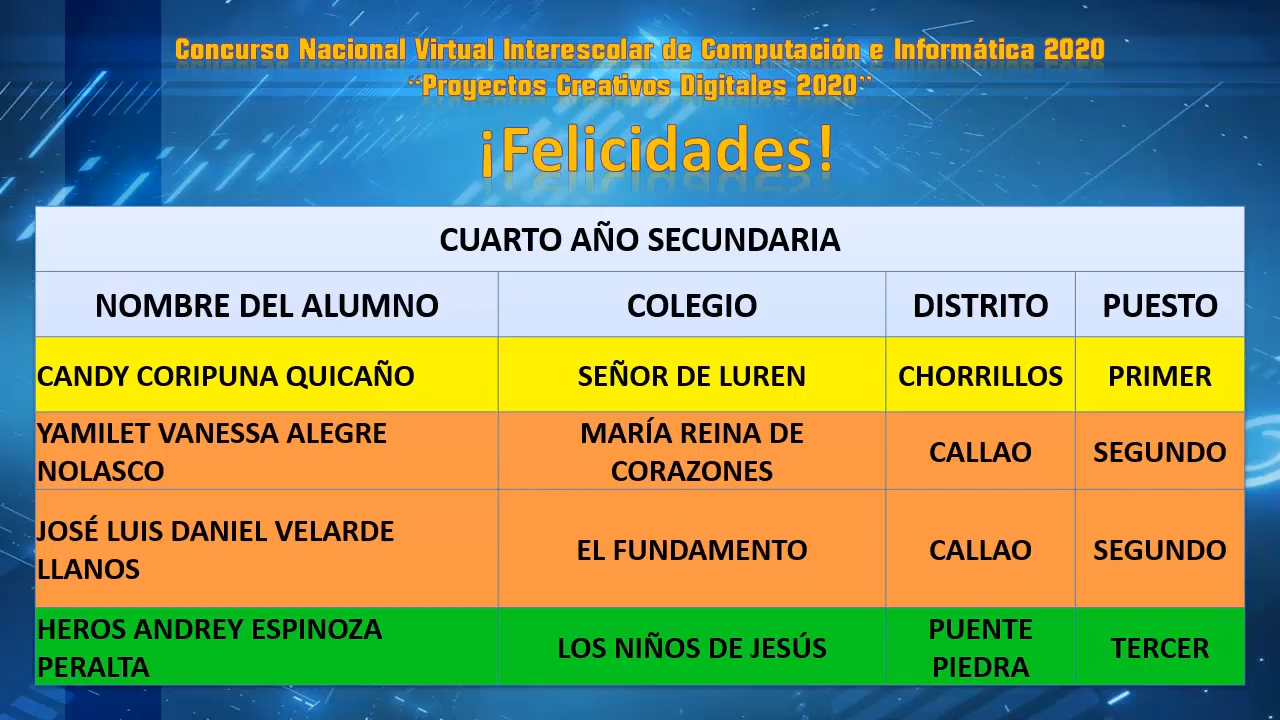 Concurso Nacional Virtual Interescolar de Computación e Informática 2020
“Proyectos Creativos Digitales 2020”
¡Felicidades!
CUARTO AÑO SECUNDARIA
NOMBRE DEL ALUMNO COLEGIO DISTRITO PUESTO
CANDY CORIPUNA QUICAÑO SEÑOR DE LUREN CHORRILLOS PRIMER
YAMILET VANESSA ALEGRE
NOLASCO
MARÍA REINA DE
CORAZONES
CALLAO
SEGUNDO
JOSÉ LUIS DANIEL VELARDE
LLANOS
EL FUNDAMENTO
CALLAO
SEGUNDO
HEROS ANDREY ESPINOZA
PERALTA
LOS NIÑOS DE JESÚS
PUENTE
PIEDRA
TERCER